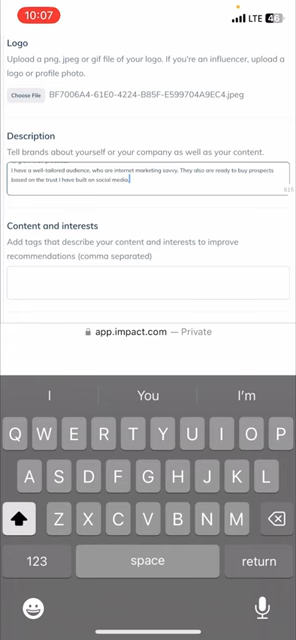 10:07
LTE 46
Logo
Upload a png, jpeg or gif file of your logo. If you're an influencer, upload a
logo or profile photo.
Choose File BF7006A4-61E0-4224-B85F-E599704A9EC4.jpeg
Description
Tell brands about yourself or your company as well as your content.
I have a well-tailored audience, who are internet marketing savvy. They also are ready to buy prospects
based on the trust I have built on social media.
Content and interests
Add tags that describe your content and interests to improve
recommendations (comma separated)
app.impact.com — Private
I You I'm
Q W E R T Y U I O P
A S D F G H J K L
Z X C V B N M
123 space return